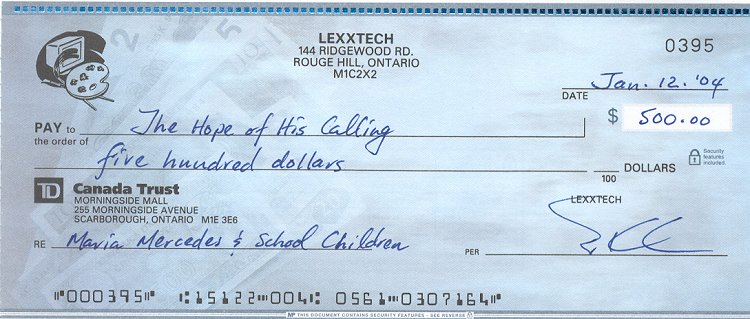 LEXXTECH
144 RIDGEWOOD RD.
ROUGE HILL, ONTARIO
M1C2X2
0395
DATE Jan. 12. '04
PAY to
the order of The Hope of His Calling
$ 500.00
five hundred dollars
100 DOLLARS
Security
features
included.
TD Canada Trust
MORNINGSIDE MALL
255 MORNINGSIDE AVENUE
SCARBOROUGH, ONTARIO M1E 3E6
LEXXTECH
RE Maria Mercedes & School Children
PER
⑈000395⑈ ⑆15122⑉004⑆ 0561⑉0307164⑈
MP THIS DOCUMENT CONTAINS SECURITY FEATURES - SEE REVERSE